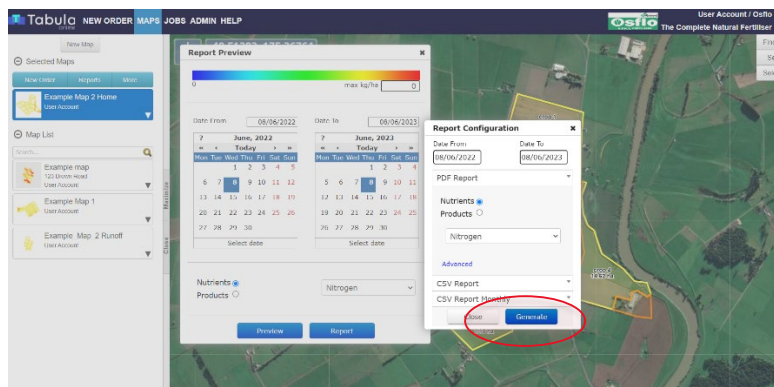 Tabula NEW ORDER MAPS JOBS ADMIN HELP
Osflo
User Account / Osflo
The Complete Natural Fertiliser
New Map
Selected Maps
New Order Reports More
Example Map 2 Home
User Account
Map List
Search...
Example map
123 Brown Road
User Account
Example Map 1
User Account
Example Map 2 Runoff
User Account
Maximise
Close
Report Preview ×
0 max kg/ha 0
Date From 08/06/2022 Date To 08/06/2023
? June, 2022 × ? June, 2023 ×
« ‹ Today › » « ‹ Today › »
Mon Tue Wed Thu Fri Sat Sun Mon Tue Wed Thu Fri Sat Sun
1 2 3 4 5 1 2 3 4
6 7 8 9 10 11 12 5 6 7 8 9 10 11
13 14 15 16 17 18 19 12 13 14 15 16 17 18
20 21 22 23 24 25 26 19 20 21 22 23 24 25
27 28 29 30 26 27 28 29 30
Select date Select date
Nutrients
Products
Nitrogen
Preview Report
Report Configuration ×
Date From Date To
08/06/2022 08/06/2023
PDF Report
Nutrients
Products
Nitrogen
Advanced
CSV Report
CSV Report Monthly
Close Generate